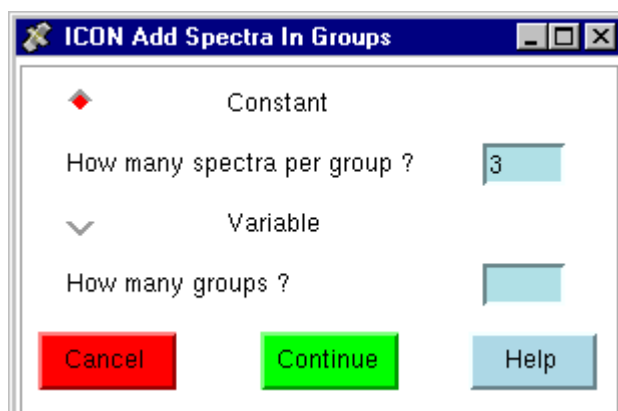 ICON Add Spectra In Groups
Constant
How many spectra per group ? 3
Variable
How many groups ?
Cancel Continue Help